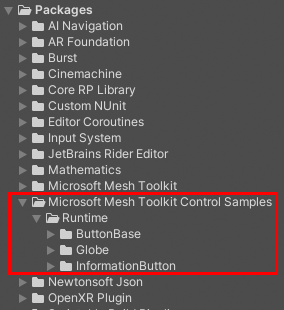 Packages
AI Navigation
AR Foundation
Burst
Cinemachine
Core RP Library
Custom NUnit
Editor Coroutines
Input System
JetBrains Rider Editor
Mathematics
Microsoft Mesh Toolkit
Microsoft Mesh Toolkit Control Samples
Runtime
ButtonBase
Globe
InformationButton
Newtonsoft Json
OpenXR Plugin